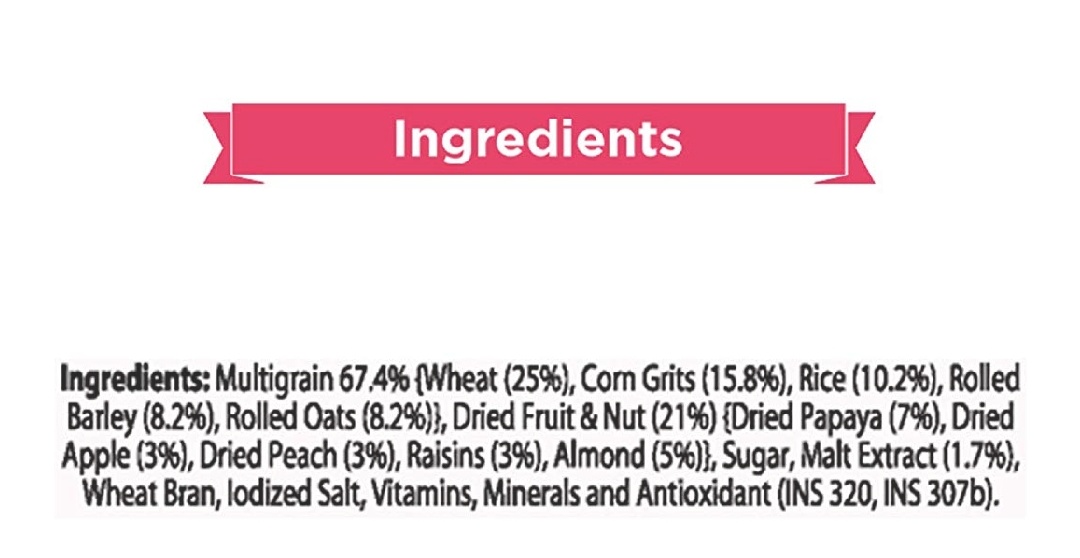 Ingredients
Ingredients: Multigrain 67.4% {Wheat (25%), Corn Grits (15.8%), Rice (10.2%), Rolled
Barley (8.2%), Rolled Oats (8.2%)}, Dried Fruit & Nut (21%) {Dried Papaya (7%), Dried
Apple (3%), Dried Peach (3%), Raisins (3%), Almond (5%)}, Sugar, Malt Extract (1.7%),
Wheat Bran, Iodized Salt, Vitamins, Minerals and Antioxidant (INS 320, INS 307b).